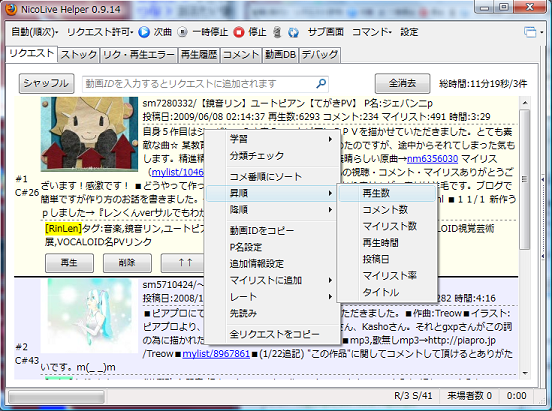 NicoLive Helper 0.9.14
自動(順次)・ リクエスト許可・ 次曲 一時停止 停止 サブ画面 コマンド・ 設定
リクエスト ストック リク・再生エラー 再生履歴 コメント 動画DB デバッグ
シャッフル 動画IDを入力するとリクエストに追加されます 全消去 総時間:11分19秒/3件
sm7280332/【鏡音リン】ユートピアン【てがきPV】 P名:ジェバンニp
投稿日:2009/06/08 02:14:37 再生数:6293 コメント:234 マイリスト:491 時間:3:29
自身5作目はシ
PVを描かせていただきました。とても素
敵な曲☆ 某敦
ですが、途中からそれてしまった気も
します。精進精
晴らしい原曲→nm6356030 マイリス
(mylist/1046
の視聴・コメント・マイリスありがとうご
ざいます!感激です! ■どうやって作っ
毛です。ブログで
簡単ですが作り方のお話を書きました。
ml ■11/1 新作う
pしました→『レンくんverサルでもわか
#1
C#26
[RinLen]タグ:音楽,鏡音リン,ユートピ
OCALOID視覚芸術
展,VOCALOID名PVリンク
再生 削除 ↑↑
学習
分類チェック
コメ番順にソート
昇順
降順
動画IDをコピー
P名設定
追加情報設定
マイリストに追加
レート
先読み
全リクエストをコピー
再生数
コメント数
マイリスト数
再生時間
投稿日
マイリスト率
タイトル
sm5710424/～
投稿日:2008/1
282 時間:4:16
■ピアプロにて
■作曲:Treow■イラスト:
ピアプロより、
さん、Kashoさん。それとgxpさんがこの詞
の為に描かれた
mp3,歌無しmp3→http://piapro.jp
/Treow■mylist/8967861■(1/22追記) "この作品"に関してコメントして頂けるとありがた
いです。m(_ _)m
#2
C#43
R/3 S/41 来場者数 0 0:00